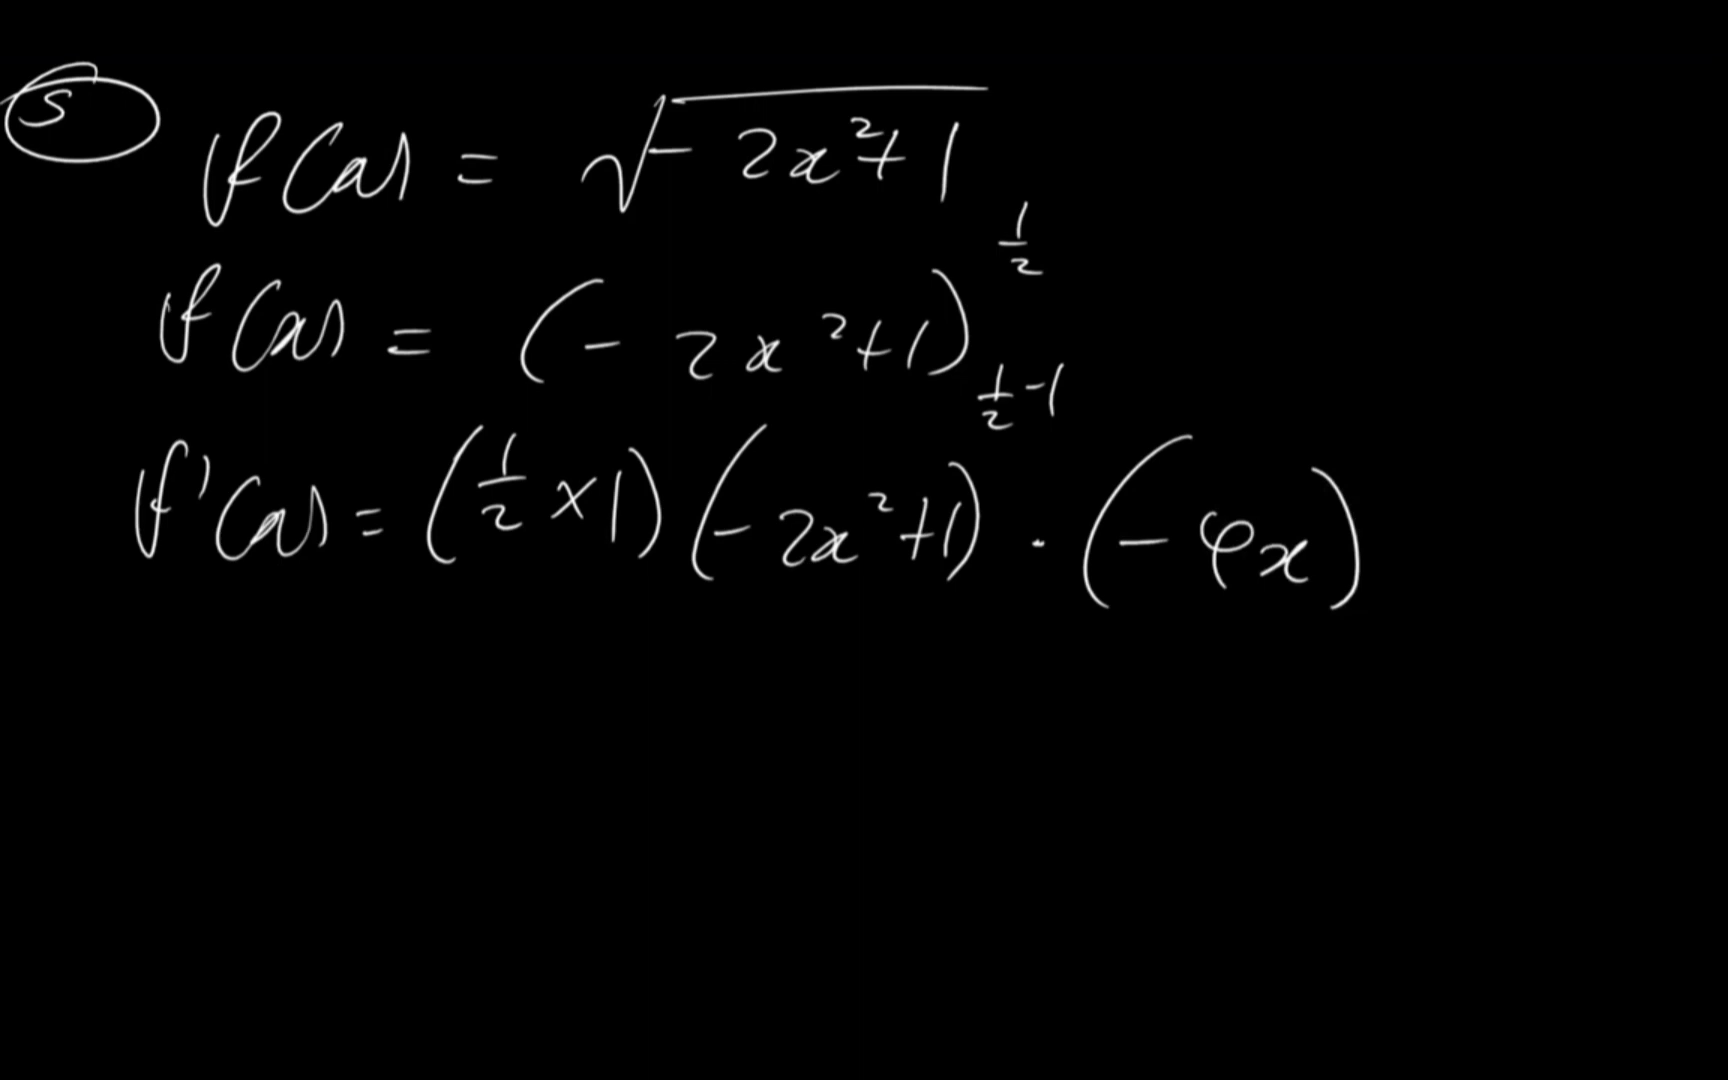 5 f(x) = √-2x²+1
f(x) = (-2x²+1)^1/2
f'(x) = (1/2 × 1)(-2x²+1)^1/2-1 · (-4x)